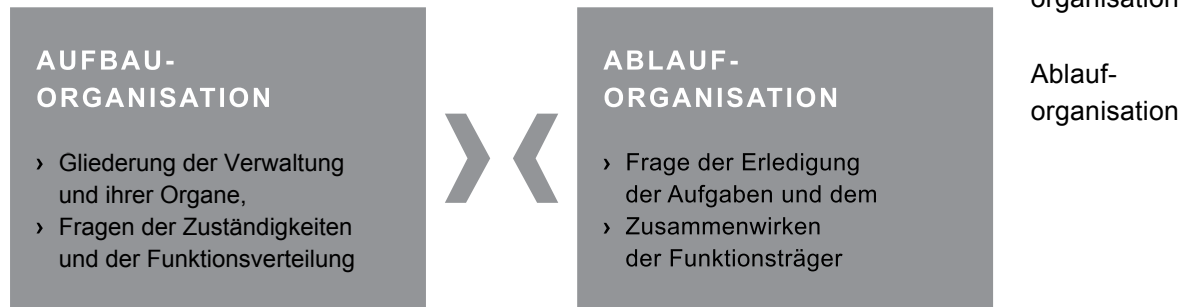 AUFBAU-
ORGANISATION
› Gliederung der Verwaltung
und ihrer Organe,
› Fragen der Zuständigkeiten
und der Funktionsverteilung
ABLAUF-
ORGANISATION
› Frage der Erledigung
der Aufgaben und dem
› Zusammenwirken
der Funktionsträger
organisation
Ablauf-
organisation